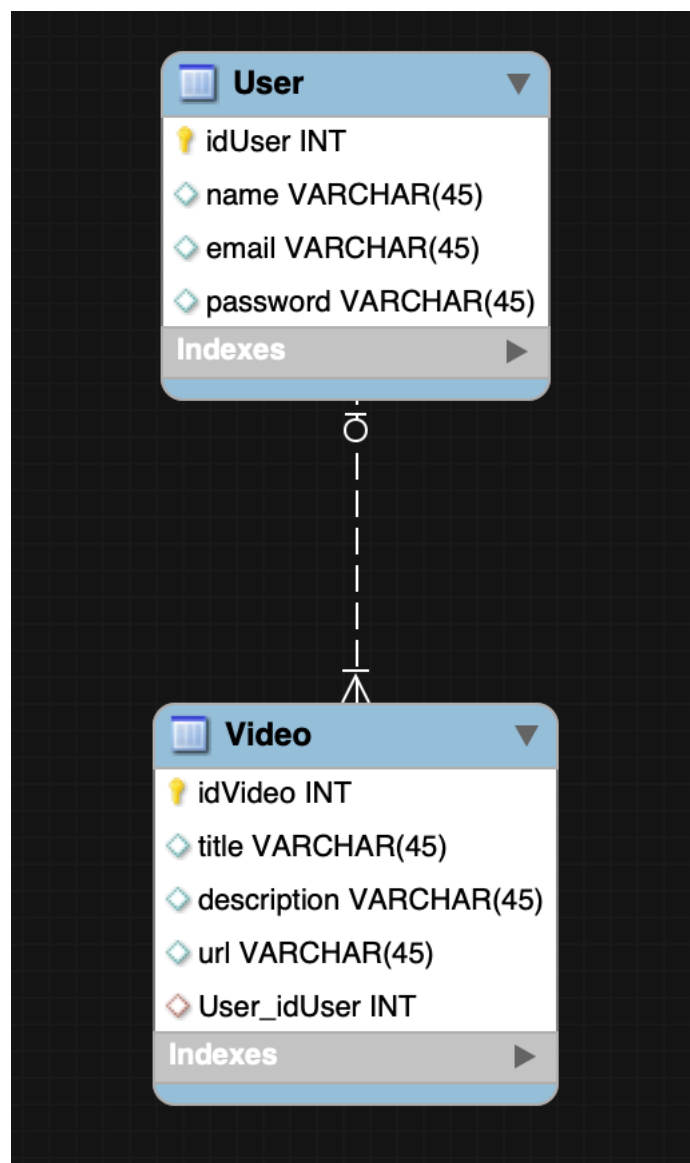 User
idUser INT
name VARCHAR(45)
email VARCHAR(45)
password VARCHAR(45)
Indexes
Video
idVideo INT
title VARCHAR(45)
description VARCHAR(45)
url VARCHAR(45)
User_idUser INT
Indexes